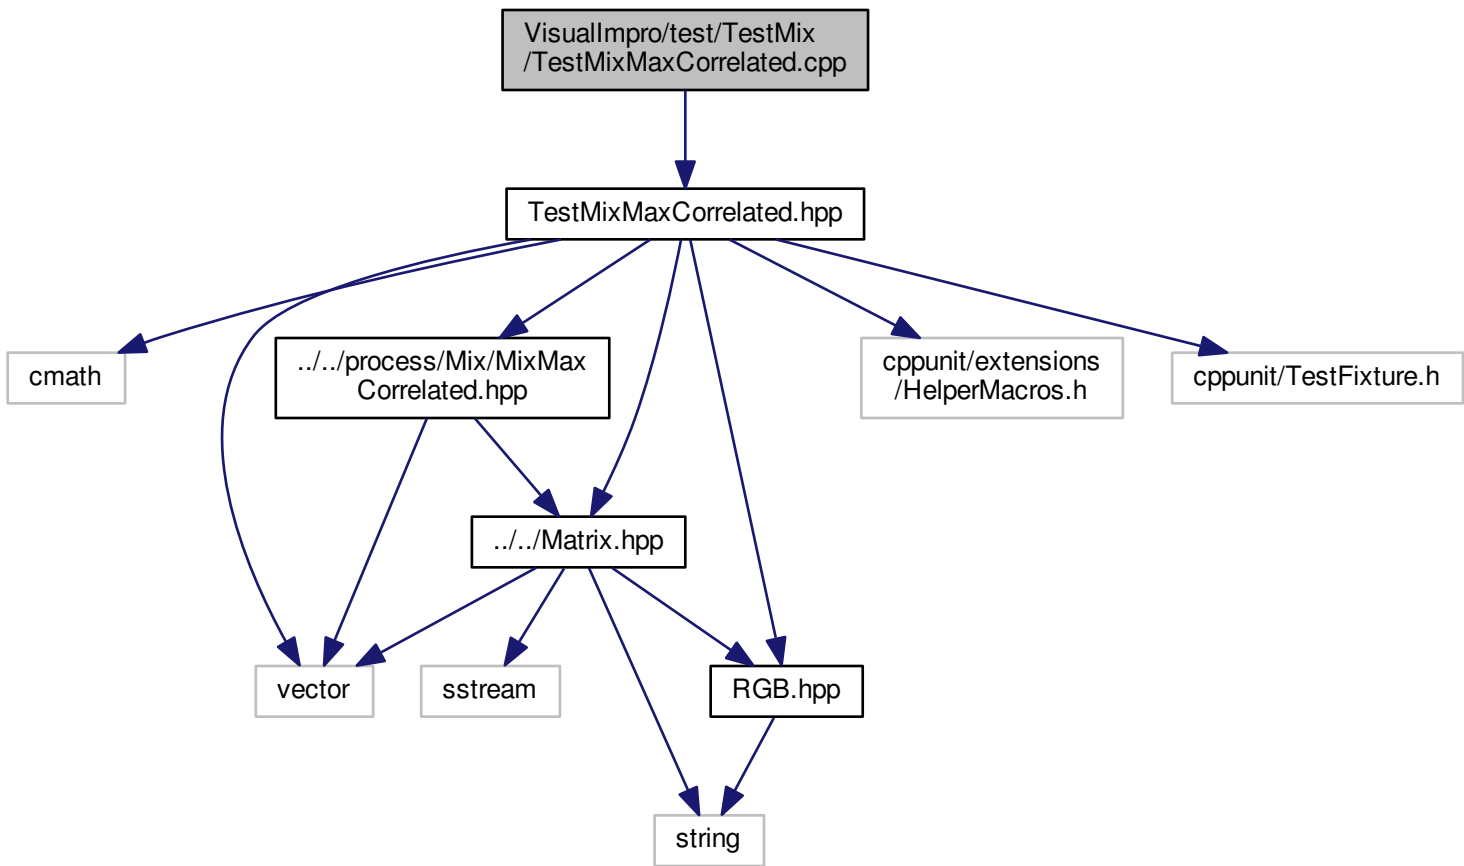 VisualImpro/test/TestMix
/TestMixMaxCorrelated.cpp
TestMixMaxCorrelated.hpp
cmath
../../process/Mix/MixMax
Correlated.hpp
cppunit/extensions
/HelperMacros.h
cppunit/TestFixture.h
../../Matrix.hpp
vector
sstream
RGB.hpp
string